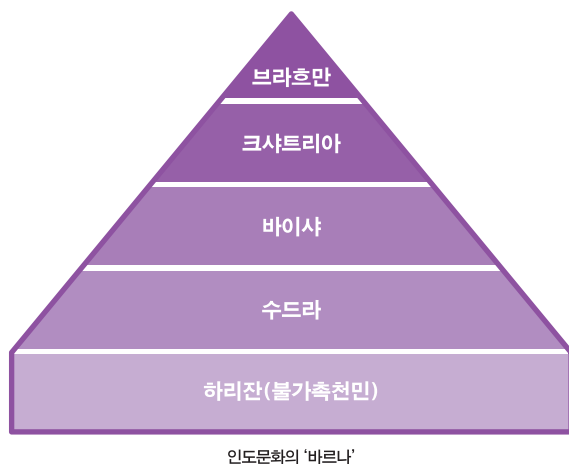 브라흐만
크샤트리아
바이샤
수드라
하리잔(불가촉천민)
인도문화의 ‘바르나’